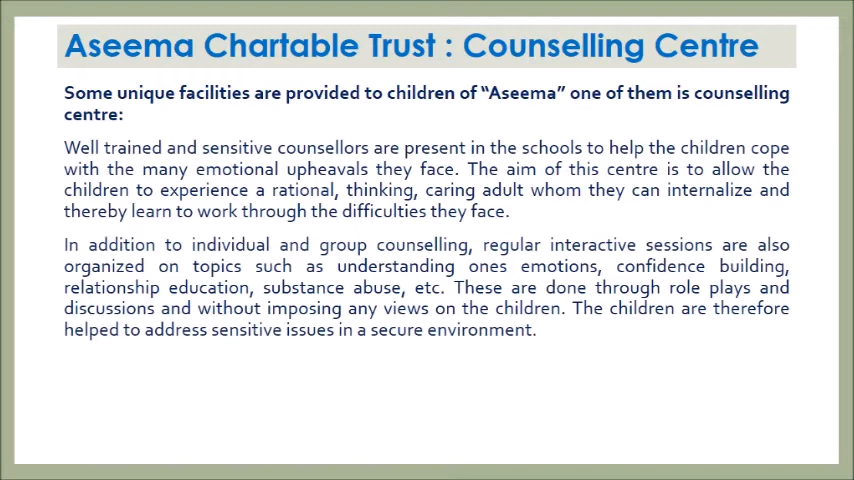 Aseema Chartable Trust : Counselling Centre
Some unique facilities are provided to children of “Aseema” one of them is counselling
centre:
Well trained and sensitive counsellors are present in the schools to help the children cope
with the many emotional upheavals they face. The aim of this centre is to allow the
children to experience a rational, thinking, caring adult whom they can internalize and
thereby learn to work through the difficulties they face.
In addition to individual and group counselling, regular interactive sessions are also
organized on topics such as understanding ones emotions, confidence building,
relationship education, substance abuse, etc. These are done through role plays and
discussions and without imposing any views on the children. The children are therefore
helped to address sensitive issues in a secure environment.